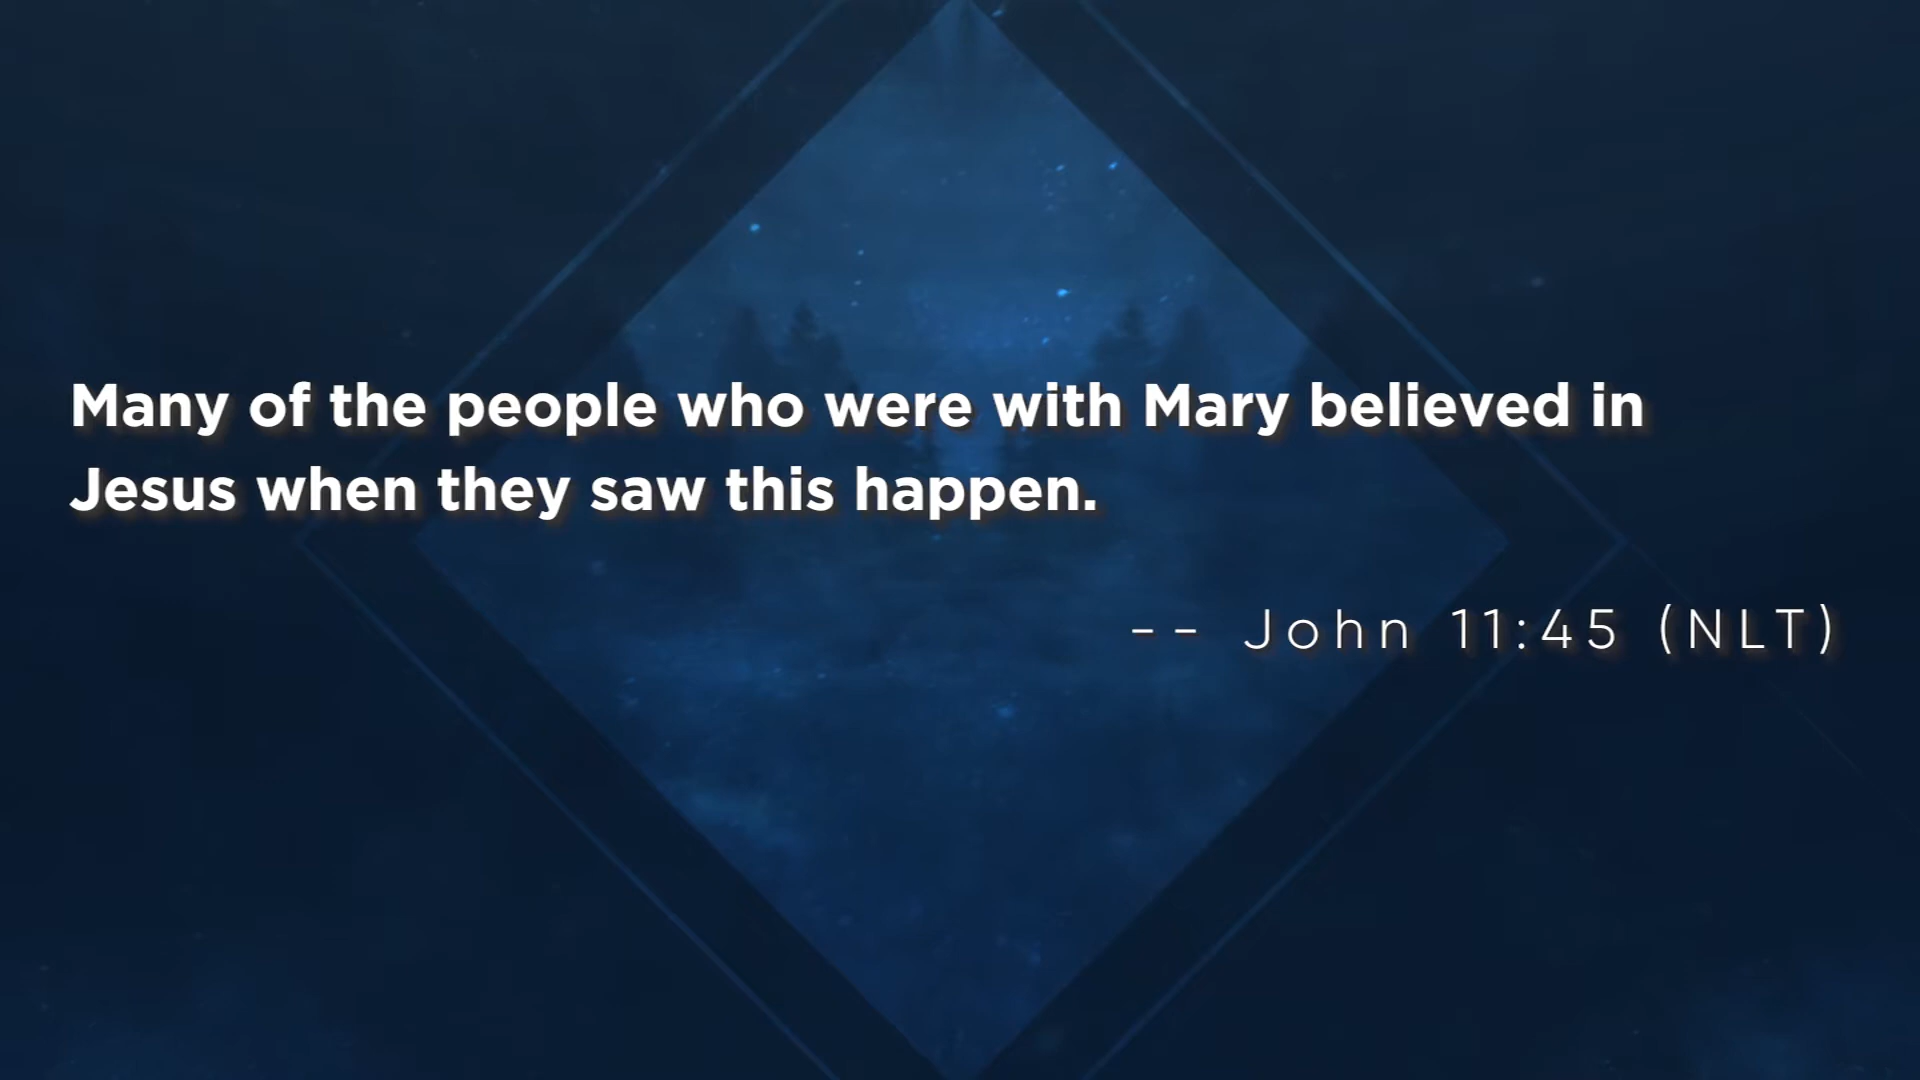 Many of the people who were with Mary believed in
Jesus when they saw this happen.
-- John 11:45 (NLT)